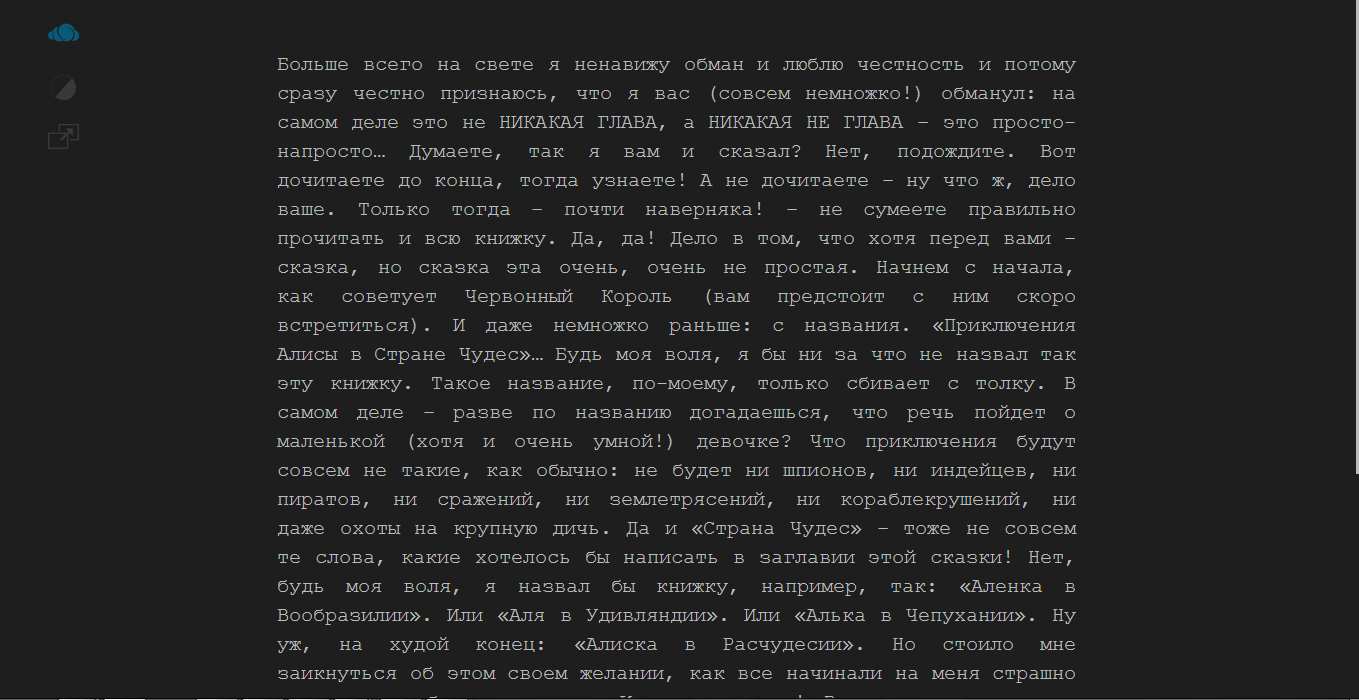 Больше всего на свете я ненавижу обман и люблю честность и потому
сразу честно признаюсь, что я вас (совсем немножко!) обманул: на
самом деле это не НИКАКАЯ ГЛАВА, а НИКАКАЯ НЕ ГЛАВА – это просто-
напросто… Думаете, так я вам и сказал? Нет, подождите. Вот
дочитаете до конца, тогда узнаете! А не дочитаете – ну что ж, дело
ваше. Только тогда – почти наверняка! – не сумеете правильно
прочитать и всю книжку. Да, да! Дело в том, что хотя перед вами –
сказка, но сказка эта очень, очень не простая. Начнем с начала,
как советует Червонный Король (вам предстоит с ним скоро
встретиться). И даже немножко раньше: с названия. «Приключения
Алисы в Стране Чудес»… Будь моя воля, я бы ни за что не назвал так
эту книжку. Такое название, по-моему, только сбивает с толку. В
самом деле – разве по названию догадаешься, что речь пойдет о
маленькой (хотя и очень умной!) девочке? Что приключения будут
совсем не такие, как обычно: не будет ни шпионов, ни индейцев, ни
пиратов, ни сражений, ни землетрясений, ни кораблекрушений, ни
даже охоты на крупную дичь. Да и «Страна Чудес» – тоже не совсем
те слова, какие хотелось бы написать в заглавии этой сказки! Нет,
будь моя воля, я назвал бы книжку, например, так: «Аленка в
Вообразилии». Или «Аля в Удивляндии». Или «Алька в Чепухании». Ну
уж, на худой конец: «Алиска в Расчудесии». Но стоило мне
заикнуться об этом своем желании, как все начинали на меня страшно